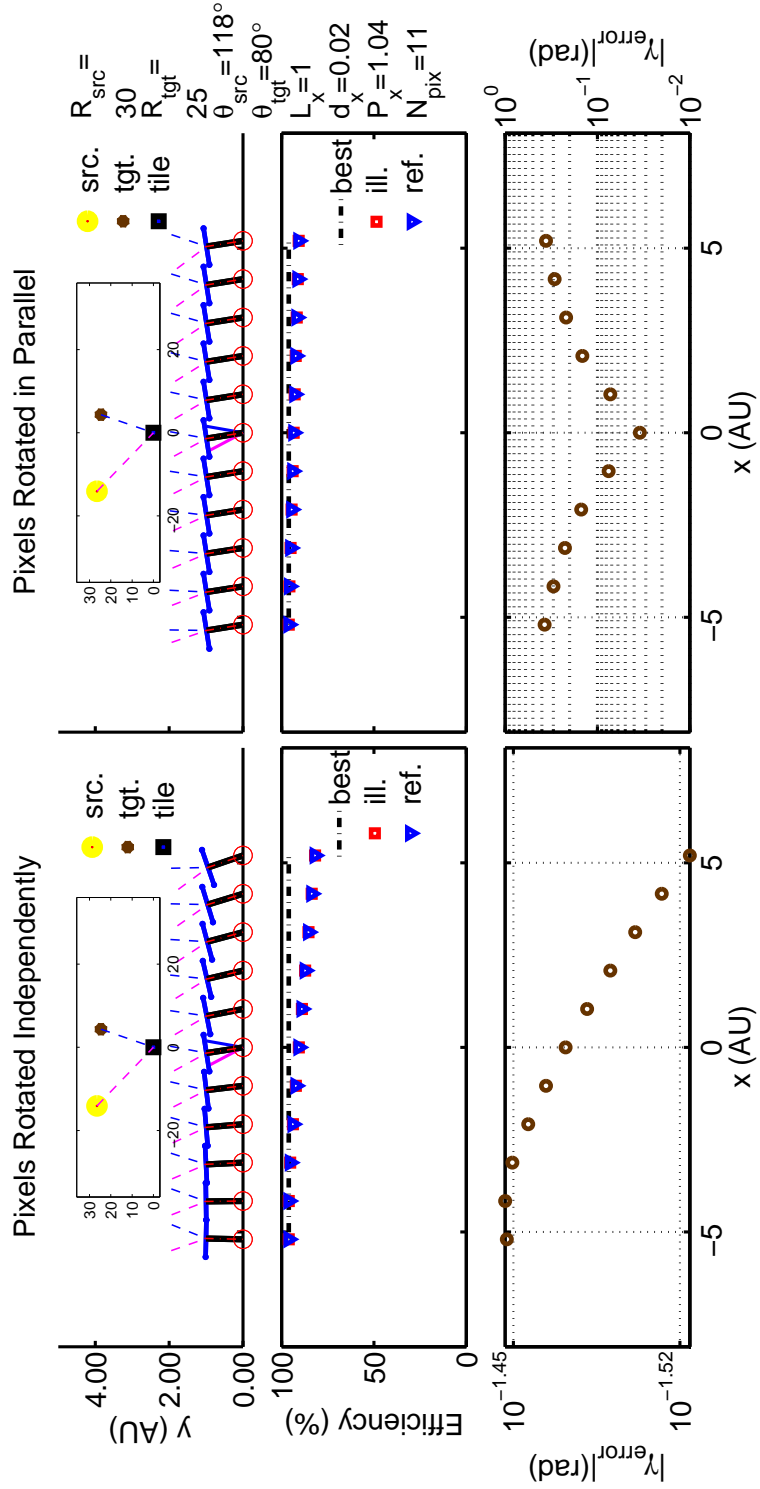 Pixels Rotated Independently
Pixels Rotated in Parallel
y (AU)
4.00
2.00
0.00
30
20
10
0
−20
0
20
src.
tgt.
tile
30
20
10
0
−20
0
20
src.
tgt.
tile
R_src=
30
R_tgt=
25
θ_src=118°
θ_tgt=80°
L_x=1
d_x=0.02
P_x=1.04
N_pix=11
Efficiency (%)
100
50
0
best
ill.
ref.
best
ill.
ref.
|γ_error|(rad)
10^−1.45
10^−1.52
−5
0
5
x (AU)
−5
0
5
x (AU)
10^0
10^−1
10^−2
|γ_error|(rad)